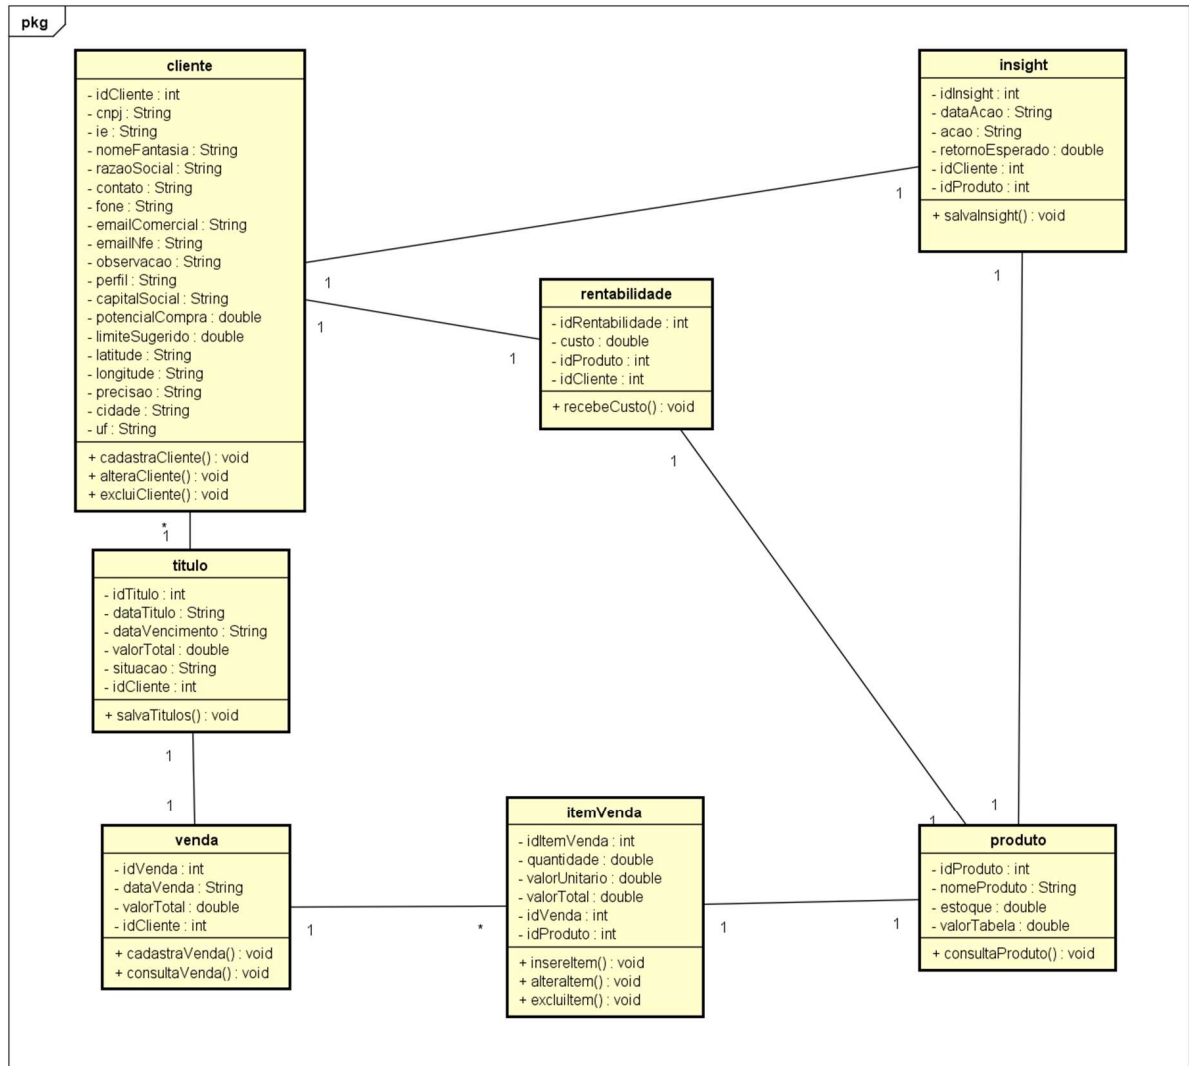 pkg
cliente
- idCliente : int
- cnpj : String
- ie : String
- nomeFantasia : String
- razaoSocial : String
- contato : String
- fone : String
- emailComercial : String
- emailNfe : String
- observacao : String
- perfil : String
- capitalSocial : String
- potencialCompra : double
- limiteSugerido : double
- latitude : String
- longitude : String
- precisao : String
- cidade : String
- uf : String
+ cadastraCliente() : void
+ alteraCliente() : void
+ excluiCliente() : void
insight
- idInsight : int
- dataAcao : String
- acao : String
- retornoEsperado : double
- idCliente : int
- idProduto : int
+ salvaInsight() : void
1
1
1
rentabilidade
- idRentabilidade : int
- custo : double
- idProduto : int
- idCliente : int
+ recebeCusto() : void
1
1
1
*
1
titulo
- idTitulo : int
- dataTitulo : String
- dataVencimento : String
- valorTotal : double
- situacao : String
- idCliente : int
+ salvaTitulos() : void
1
1
1
1
venda
- idVenda : int
- dataVenda : String
- valorTotal : double
- idCliente : int
+ cadastraVenda() : void
+ consultaVenda() : void
1
*
itemVenda
- idItemVenda : int
- quantidade : double
- valorUnitario : double
- valorTotal : double
- idVenda : int
- idProduto : int
+ insereItem() : void
+ alteraItem() : void
+ excluiItem() : void
1
1
produto
- idProduto : int
- nomeProduto : String
- estoque : double
- valorTabela : double
+ consultaProduto() : void